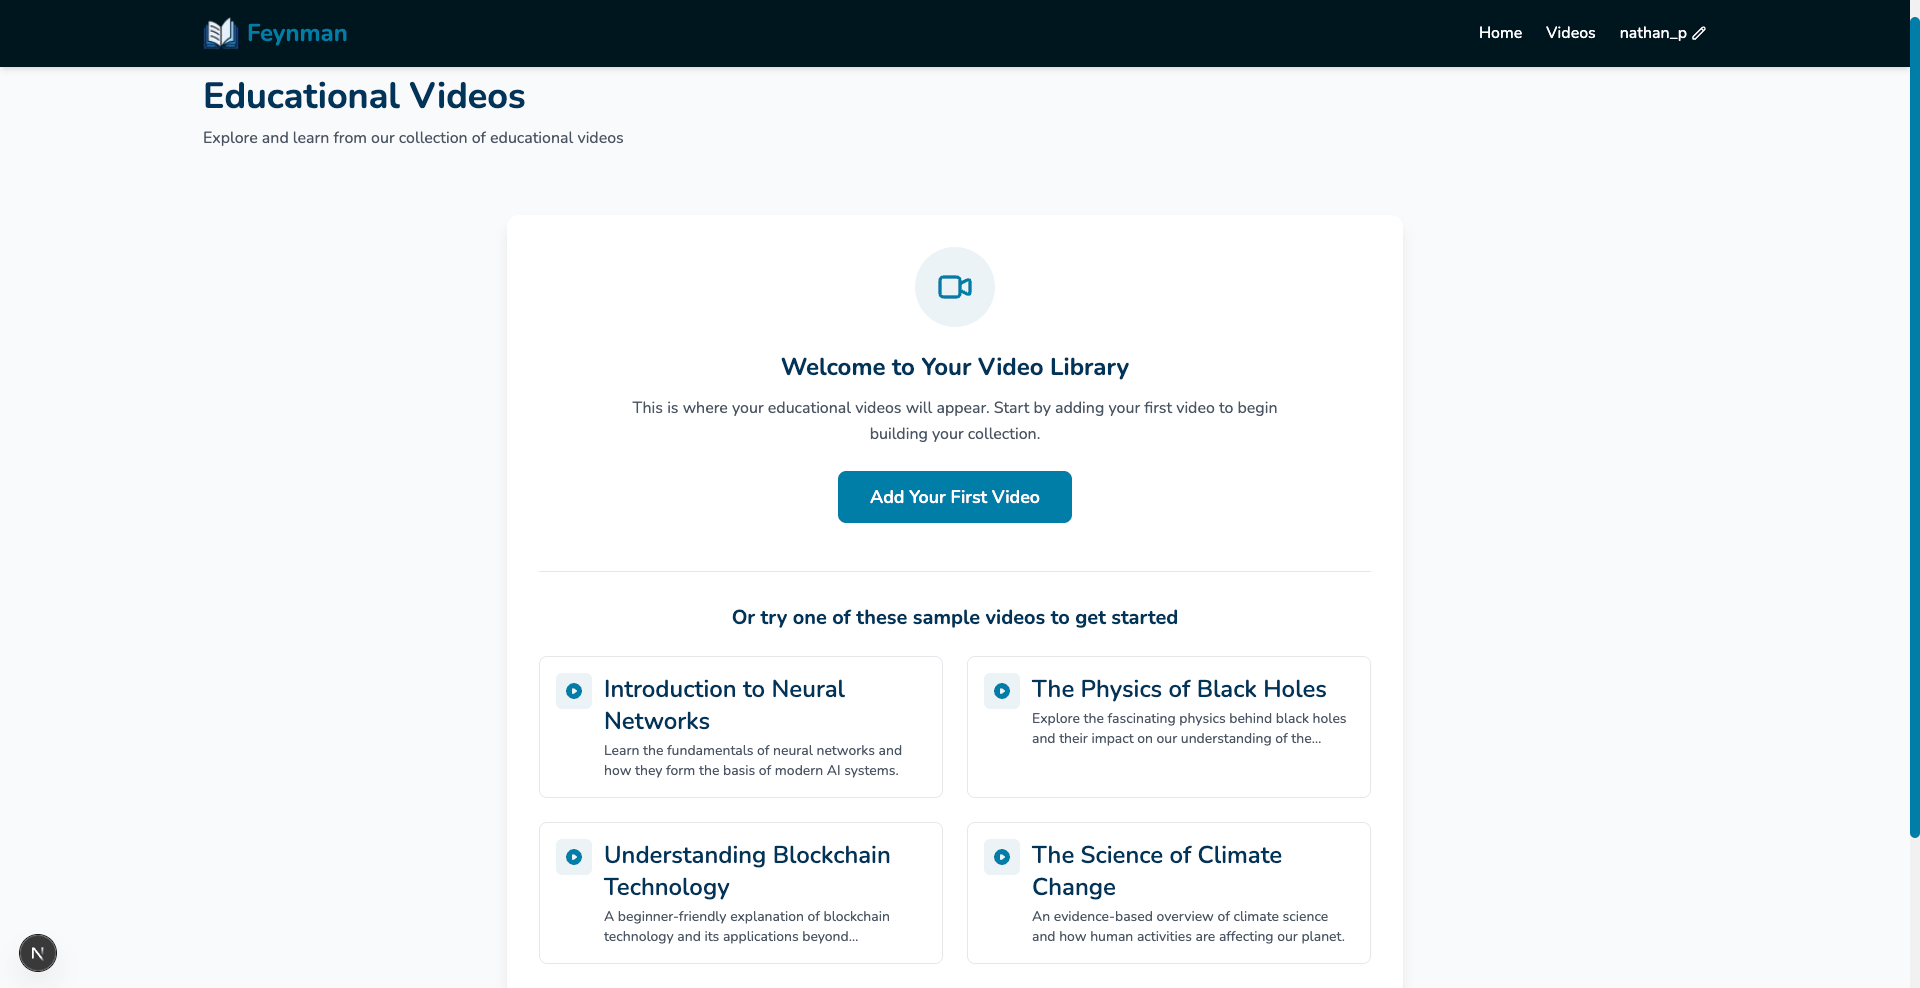 Feynman
Home
Videos
nathan_p
Educational Videos
Explore and learn from our collection of educational videos
Welcome to Your Video Library
This is where your educational videos will appear. Start by adding your first video to begin
building your collection.
Add Your First Video
Or try one of these sample videos to get started
Introduction to Neural
Networks
Learn the fundamentals of neural networks and
how they form the basis of modern AI systems.
The Physics of Black Holes
Explore the fascinating physics behind black holes
and their impact on our understanding of the...
Understanding Blockchain
Technology
A beginner-friendly explanation of blockchain
technology and its applications beyond...
The Science of Climate
Change
An evidence-based overview of climate science
and how human activities are affecting our planet.
N